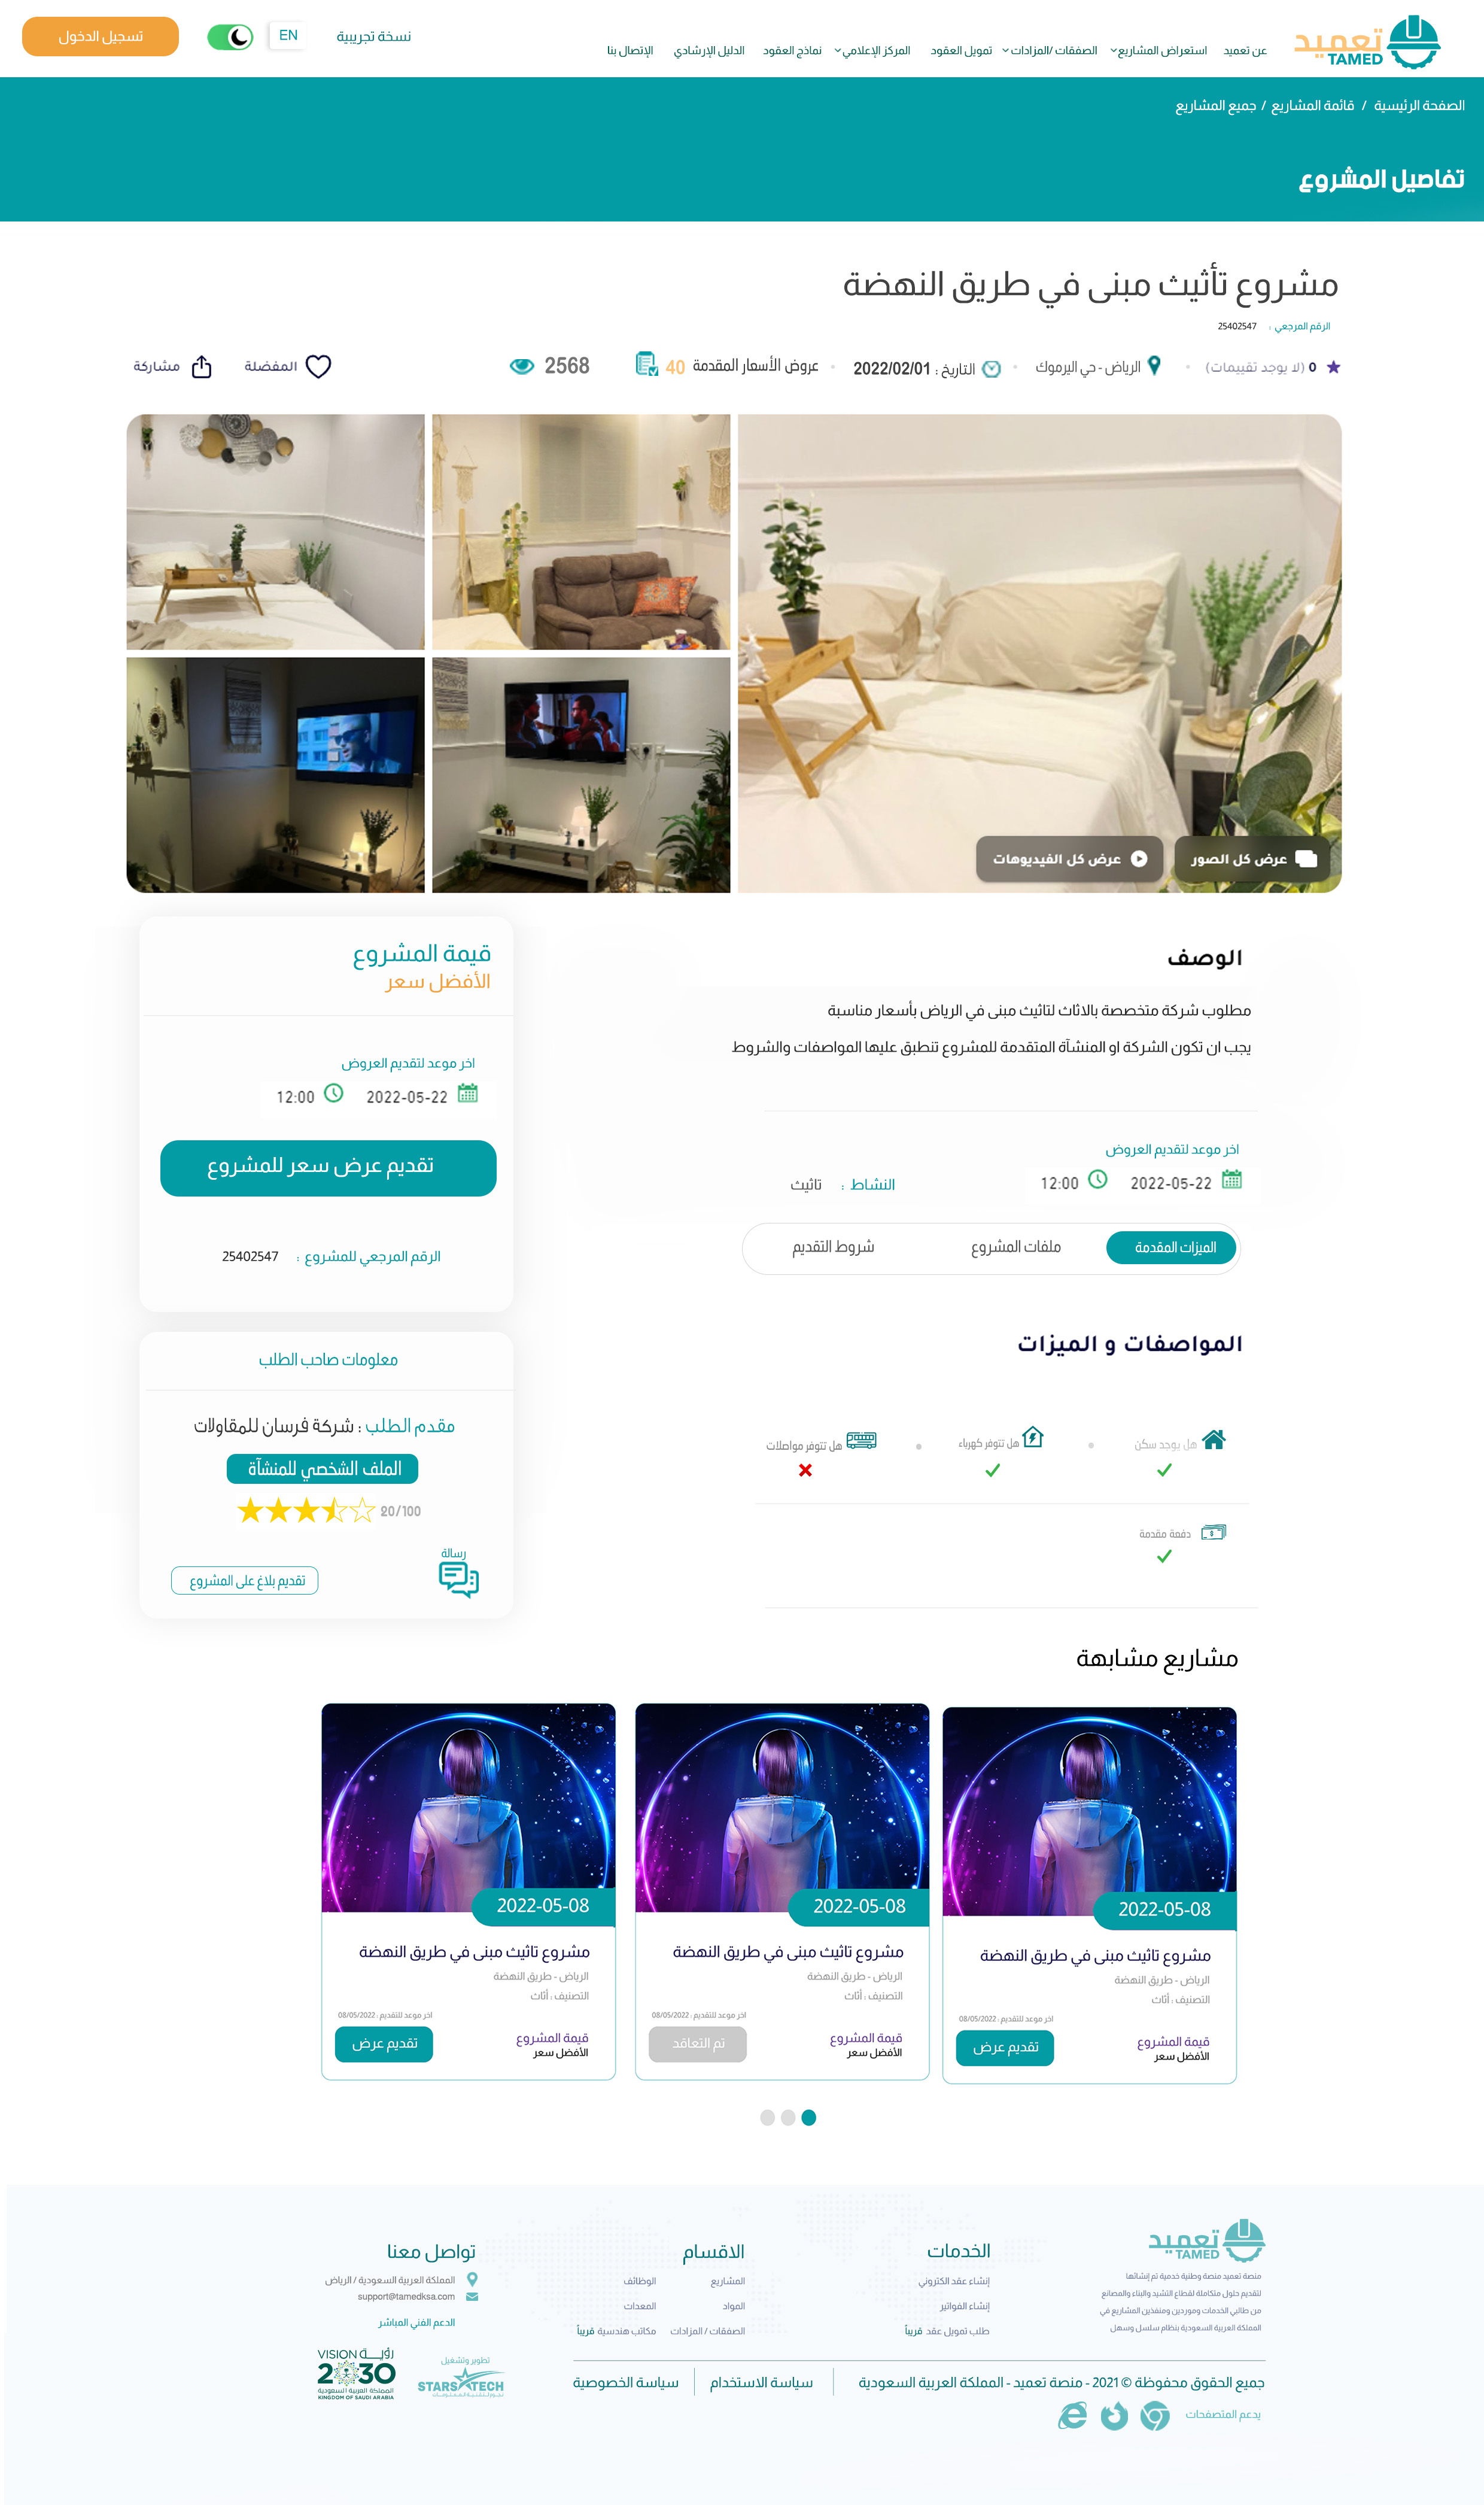 تعميد
TAMED
عن تعميد
استعراض المشاريع
الصفقات /المزادات
تمويل العقود
المركز الإعلامي
نماذج العقود
الدليل الإرشادي
الإتصال بنا
نسخة تجريبية
EN
تسجيل الدخول
الصفحة الرئيسية / قائمة المشاريع / جميع المشاريع
تفاصيل المشروع
مشروع تأثيث مبنى في طريق النهضة
الرقم المرجعي : 25402547
0 (لا يوجد تقييمات)
الرياض - حي اليرموك
التاريخ : 2022/02/01
عروض الأسعار المقدمة 40
2568
المفضلة
مشاركة
عرض كل الصور
عرض كل الفيديوهات
الوصف
مطلوب شركة متخصصة بالاثاث لتاثيث مبنى في الرياض بأسعار مناسبة
يجب ان تكون الشركة او المنشآة المتقدمة للمشروع تنطبق عليها المواصفات والشروط
اخر موعد لتقديم العروض
2022-05-22 12:00
النشاط : تاثيث
الميزات المقدمة
ملفات المشروع
شروط التقديم
المواصفات و الميزات
هل يوجد سكن
هل تتوفر كهرباء
هل تتوفر مواصلات
دفعة مقدمة
قيمة المشروع
الأفضل سعر
اخر موعد لتقديم العروض
2022-05-22 12:00
تقديم عرض سعر للمشروع
الرقم المرجعي للمشروع : 25402547
معلومات صاحب الطلب
مقدم الطلب : شركة فرسان للمقاولات
الملف الشخصي للمنشآة
20/100
رسالة
تقديم بلاغ على المشروع
مشاريع مشابهة
2022-05-08
مشروع تاثيث مبنى في طريق النهضة
الرياض - طريق النهضة
التصنيف : أثاث
اخر موعد للتقديم : 08/05/2022
قيمة المشروع
الأفضل سعر
تقديم عرض
2022-05-08
مشروع تاثيث مبنى في طريق النهضة
الرياض - طريق النهضة
التصنيف : أثاث
اخر موعد للتقديم : 08/05/2022
قيمة المشروع
الأفضل سعر
تم التعاقد
2022-05-08
مشروع تاثيث مبنى في طريق النهضة
الرياض - طريق النهضة
التصنيف : أثاث
اخر موعد للتقديم : 08/05/2022
قيمة المشروع
الأفضل سعر
تقديم عرض
تعميد
TAMED
منصة تعميد منصة وطنية خدمية تم إنشائها
لتقديم حلول متكاملة لقطاع التشيد والبناء والمصانع
من طالبي الخدمات وموردين ومنفذين المشاريع في
المملكة العربية السعودية بنظام سلسل وسهل
الخدمات
إنشاء عقد الكتروني
إنشاء الفواتير
طلب تمويل عقد قريباً
الاقسام
المشاريع
الوظائف
المواد
المعدات
الصفقات / المزادات
مكاتب هندسية قريباً
تواصل معنا
المملكة العربية السعودية / الرياض
support@tamedksa.com
الدعم الفني المباشر
تطوير وتشغيل
STARS TECH
نجوم التقنية للمعلومات
VISION رؤيـــة
2030
المملكة العربية السعودية
KINGDOM OF SAUDI ARABIA
جميع الحقوق محفوظة © 2021 - منصة تعميد - المملكة العربية السعودية
سياسة الاستخدام
سياسة الخصوصية
يدعم المتصفحات